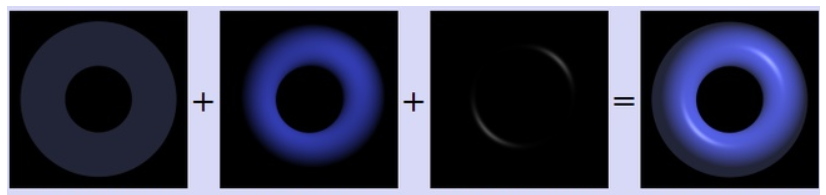 + + =